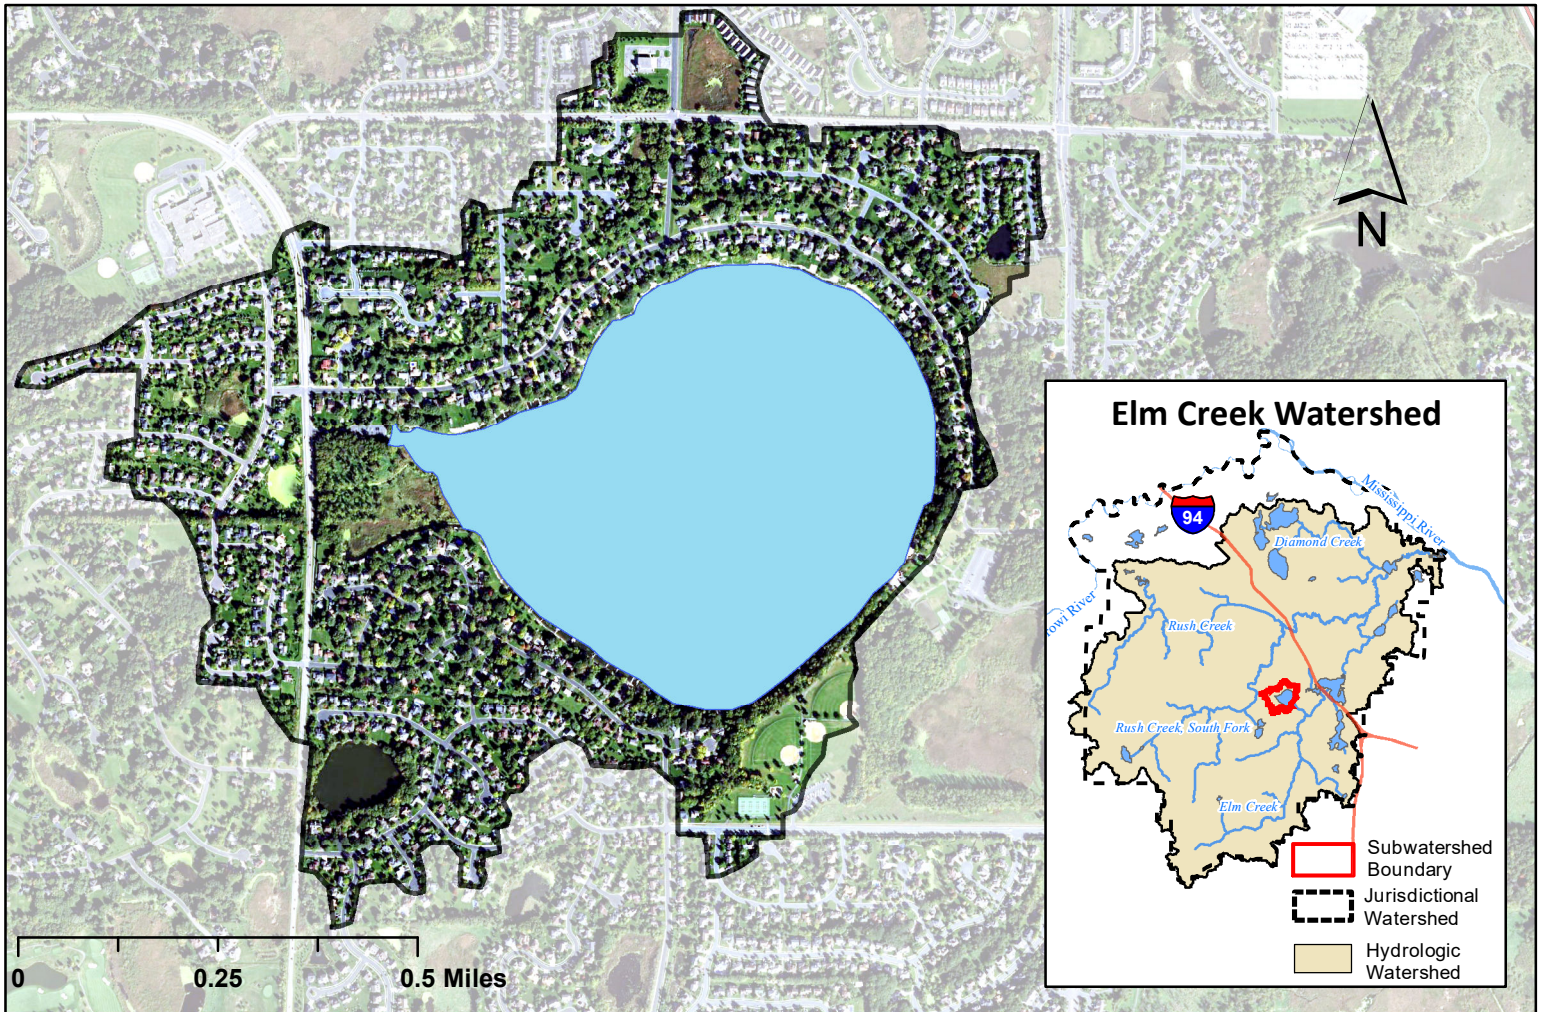 N
Elm Creek Watershed
Mississippi River
94
Diamond Creek
rowi River
Rush Creek
Rush Creek, South Fork
Elm Creek
Subwatershed
Boundary
Jurisdictional
Watershed
Hydrologic
Watershed
0
0.25
0.5 Miles